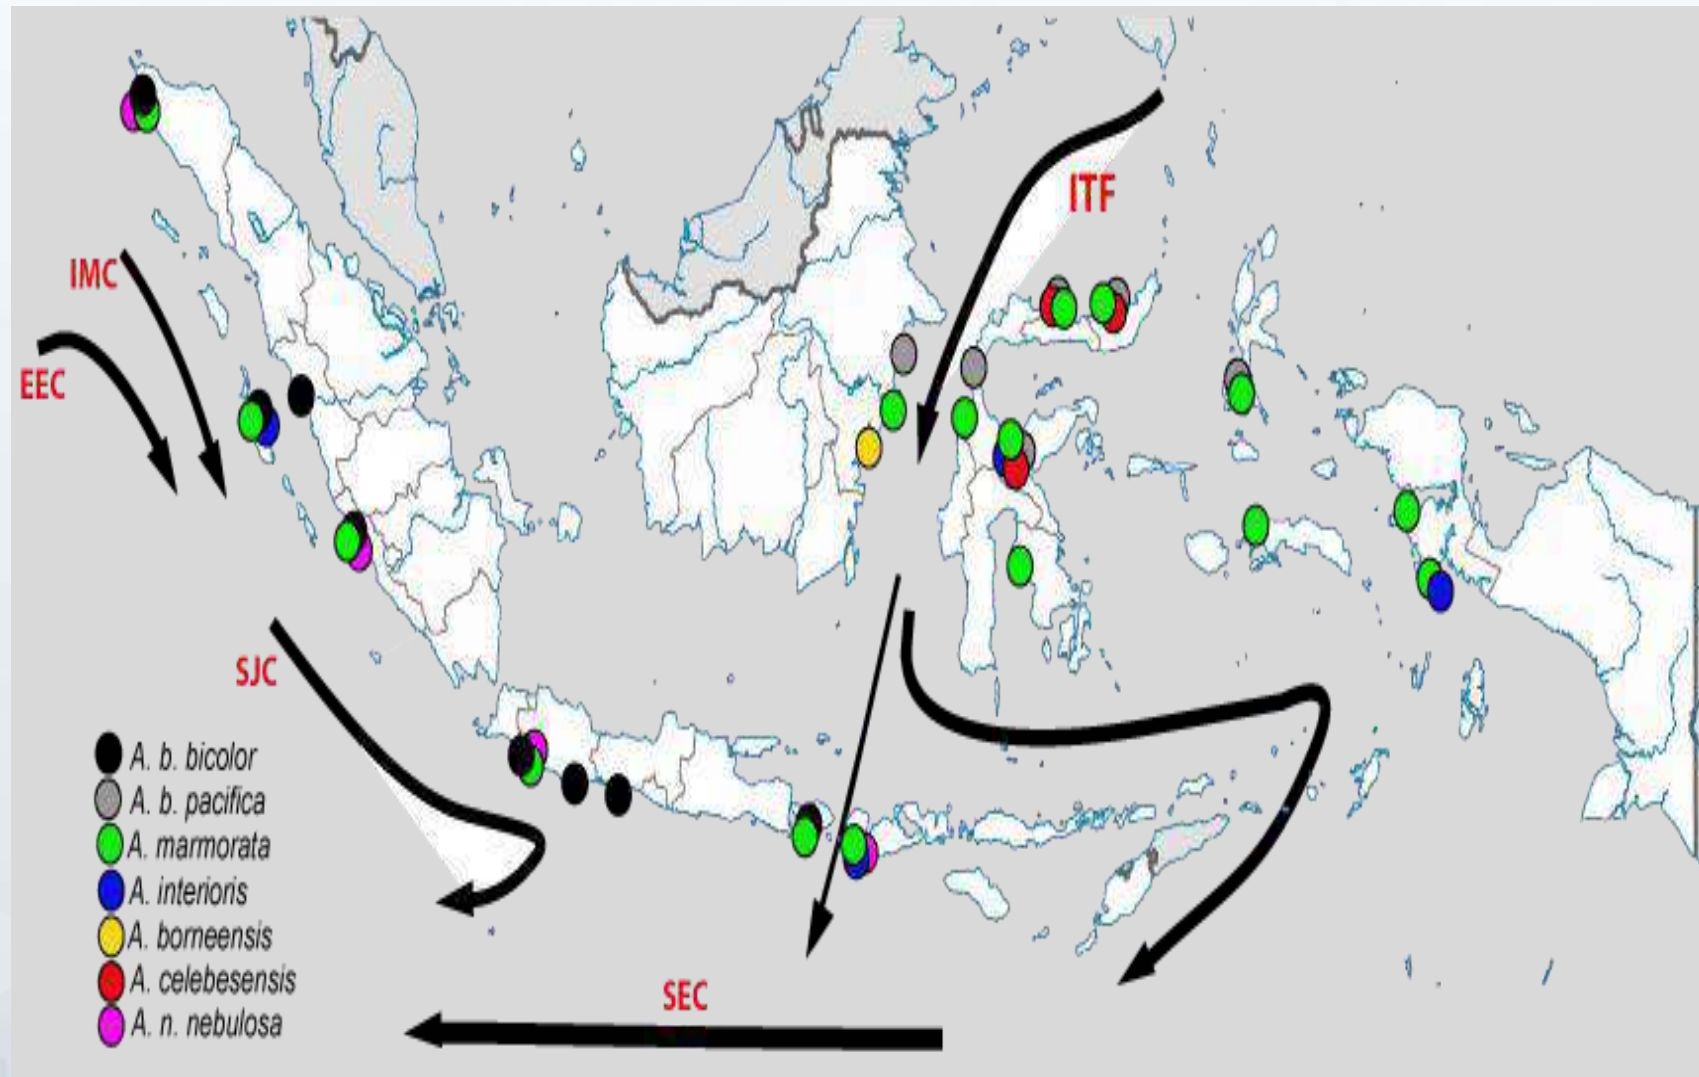 ITF
IMC
EEC
SJC
A. b. bicolor
A. b. pacifica
A. marmorata
A. interioris
A. borneensis
A. celebesensis
A. n. nebulosa
SEC